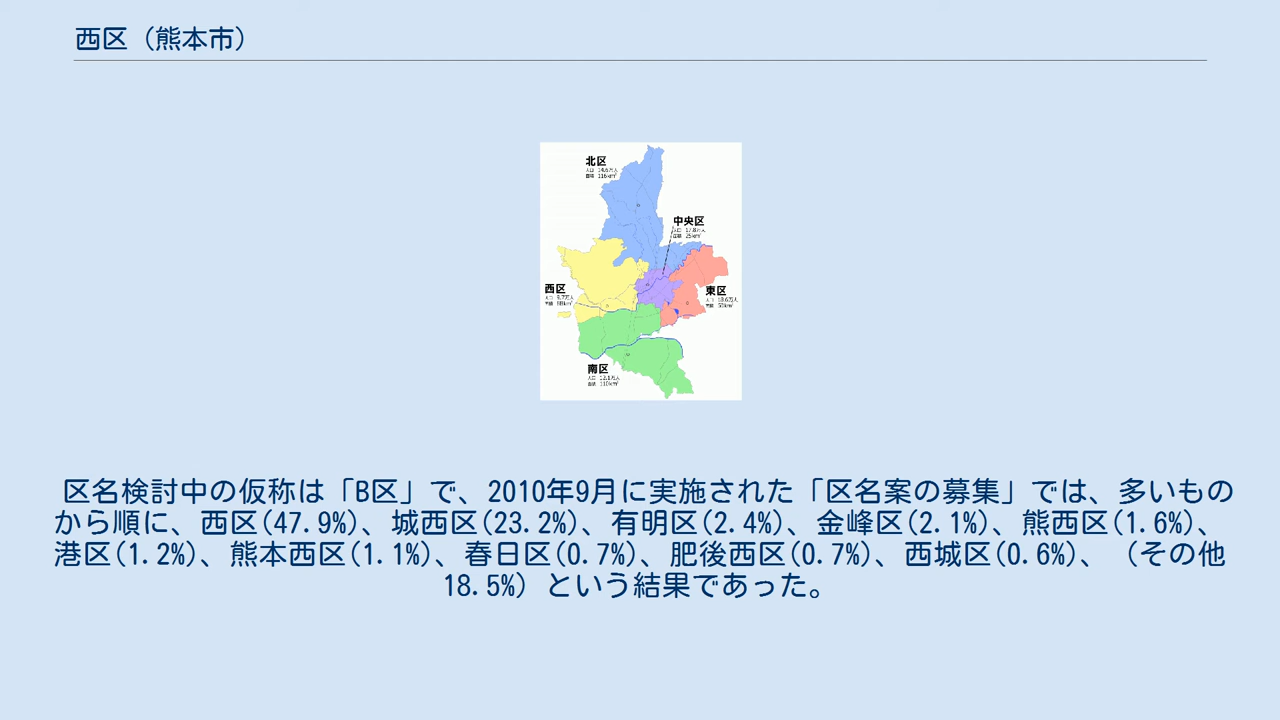 西区（熊本市）
北区
中央区
西区
東区
南区
区名検討中の仮称は「B区」で、2010年9月に実施された「区名案の募集」では、多いもの
から順に、西区(47.9%)、城西区(23.2%)、有明区(2.4%)、金峰区(2.1%)、熊西区(1.6%)、
港区(1.2%)、熊本西区(1.1%)、春日区(0.7%)、肥後西区(0.7%)、西城区(0.6%)、（その他
18.5%）という結果であった。